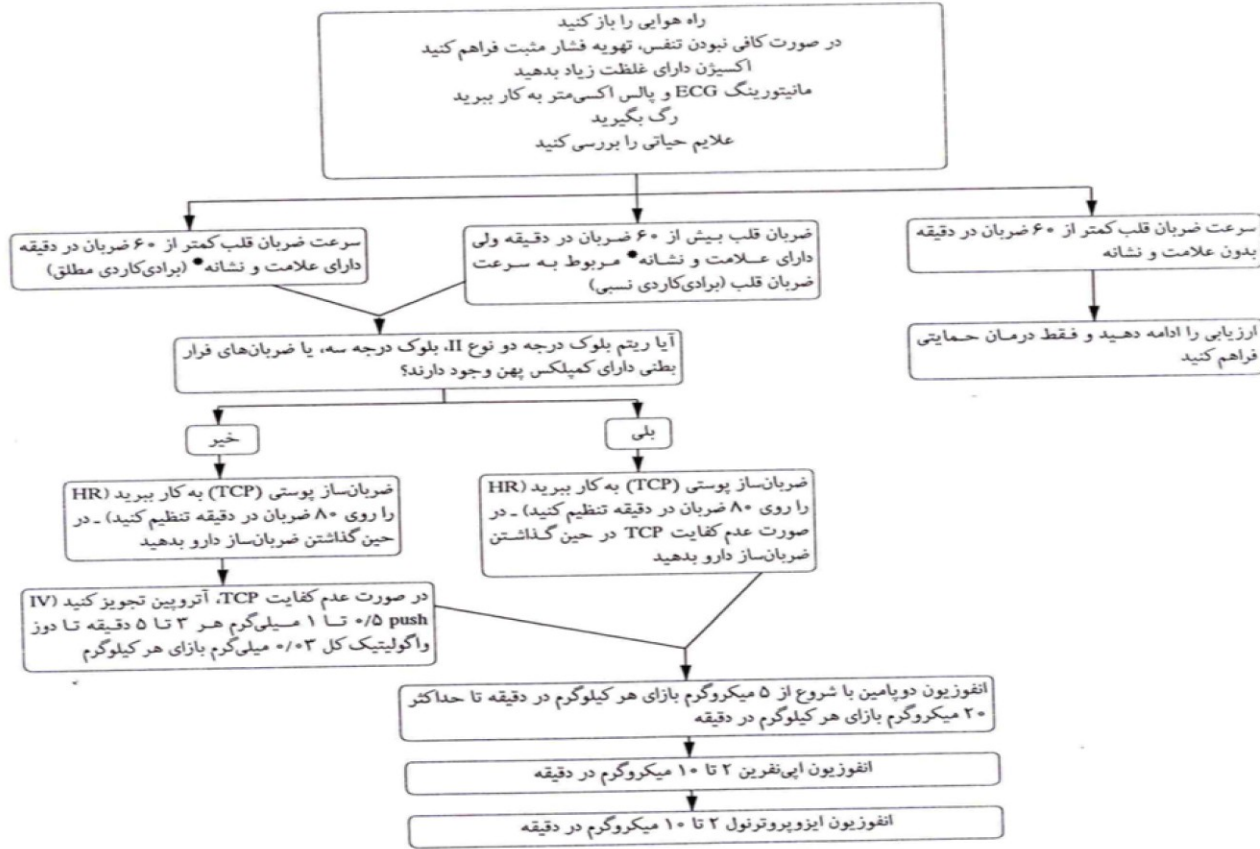 راه هوایی را باز کنید
در صورت کافی نبودن تنفس، تهویه فشار مثبت فراهم کنید
اکسیژن دارای غلظت زیاد بدهید
مانیتورینگ ECG و پالس اکسی‌متر به کار ببرید
رگ بگیرید
علایم حیاتی را بررسی کنید
سرعت ضربان قلب کمتر از ۶۰ ضربان در دقیقه
بدون علامت و نشانه
ضربان قلب بیش از ۶۰ ضربان در دقیقه ولی
دارای علامت و نشانه• مربوط به سرعت
ضربان قلب (برادی‌کاردی نسبی)
سرعت ضربان قلب کمتر از ۶۰ ضربان در دقیقه
دارای علامت و نشانه• (برادی‌کاردی مطلق)
ارزیابی را ادامه دهید و فقط درمان حمایتی
فراهم کنید
آیا ریتم بلوک درجه دو نوع II، بلوک درجه سه، یا ضربان‌های فرار
بطنی دارای کمپلکس پهن وجود دارند؟
بلی
خیر
ضربان‌ساز پوستی (TCP) به کار ببرید (HR
را روی ۸۰ ضربان در دقیقه تنظیم کنید) ـ در
صورت عدم کفایت TCP در حین گذاشتن
ضربان‌ساز دارو بدهید
ضربان‌ساز پوستی (TCP) به کار ببرید (HR
را روی ۸۰ ضربان در دقیقه تنظیم کنید) ـ در
حین گذاشتن ضربان‌ساز دارو بدهید
در صورت عدم کفایت TCP، آتروپین تجویز کنید (IV
push ۰/۵ تا ۱ میلی‌گرم هر ۳ تا ۵ دقیقه تا دوز
واگولیتیک کل ۰/۰۳ میلی‌گرم بازای هر کیلوگرم
انفوزیون دوپامین با شروع از ۵ میکروگرم بازای هر کیلوگرم در دقیقه تا حداکثر
۲۰ میکروگرم بازای هر کیلوگرم در دقیقه
انفوزیون اپی‌نفرین ۲ تا ۱۰ میکروگرم در دقیقه
انفوزیون ایزوپروترنول ۲ تا ۱۰ میکروگرم در دقیقه